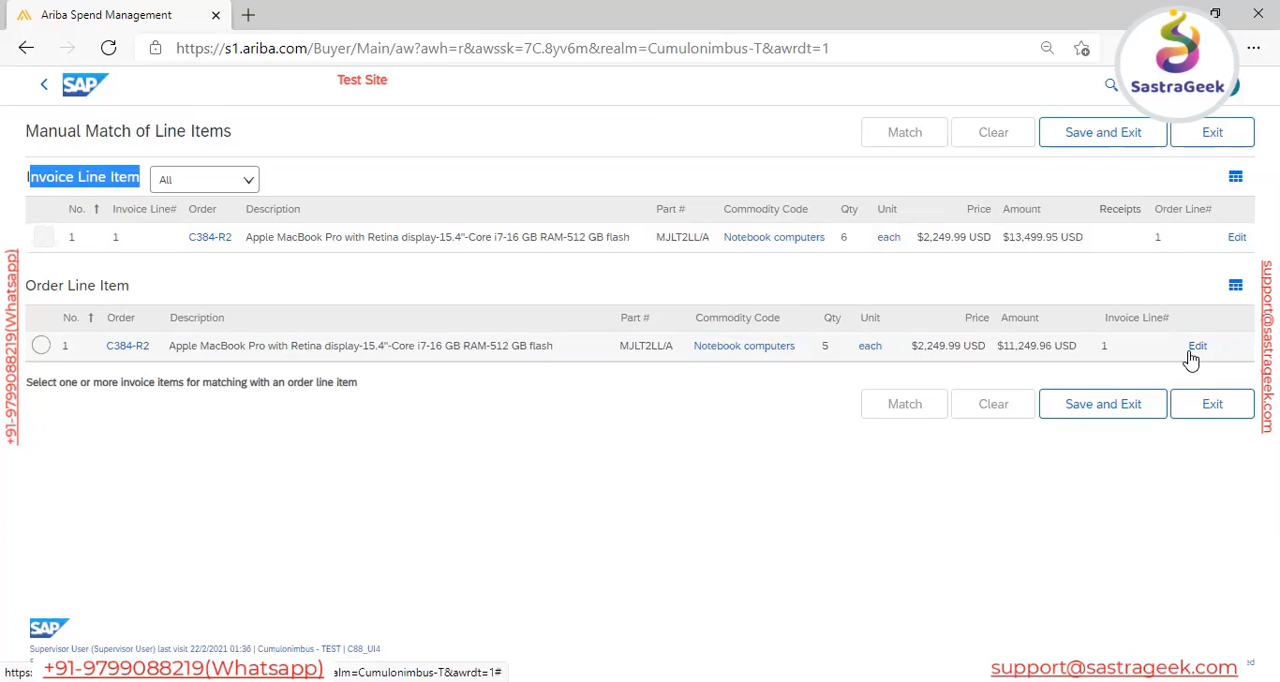 Ariba Spend Management
https://s1.ariba.com/Buyer/Main/aw?awh=r&awssk=7C.8yv6m&realm=Cumulonimbus-T&awrdt=1
SAP
Test Site
SastraGeek
Manual Match of Line Items
Match Clear Save and Exit Exit
Invoice Line Item All
No. ↑ Invoice Line# Order Description Part # Commodity Code Qty Unit Price Amount Receipts Order Line#
1 1 C384-R2 Apple MacBook Pro with Retina display-15.4"-Core i7-16 GB RAM-512 GB flash MJLT2LL/A Notebook computers 6 each $2,249.99 USD $13,499.95 USD 1 Edit
Order Line Item
No. ↑ Order Description Part # Commodity Code Qty Unit Price Amount Invoice Line#
1 C384-R2 Apple MacBook Pro with Retina display-15.4"-Core i7-16 GB RAM-512 GB flash MJLT2LL/A Notebook computers 5 each $2,249.99 USD $11,249.96 USD 1 Edit
Select one or more invoice items for matching with an order line item
Match Clear Save and Exit Exit
+91-9799088219(Whatsapp)
support@sastrageek.com
SAP
Supervisor User (Supervisor User) last visit 22/2/2021 01:36 | Cumulonimbus - TEST | C88_UI4
https: +91-9799088219(Whatsapp) alm=Cumulonimbus-T&awrdt=1#
support@sastrageek.com